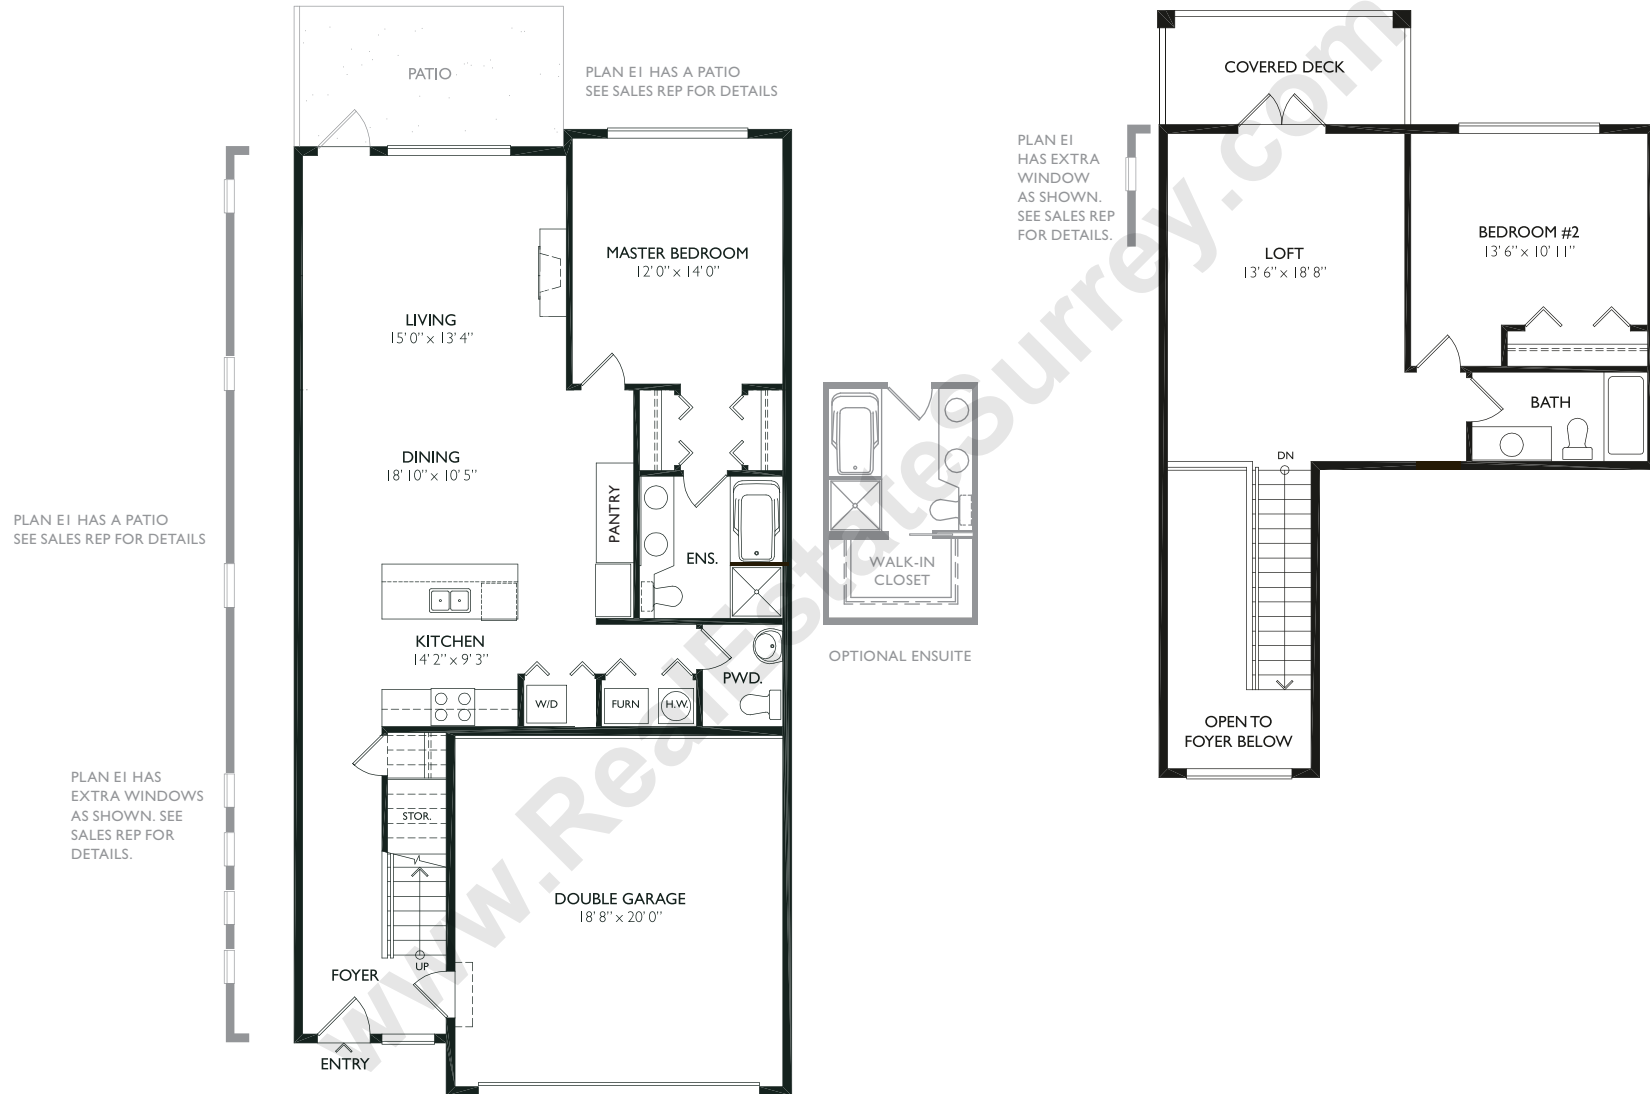 PATIO
PLAN E1 HAS A PATIO
SEE SALES REP FOR DETAILS
MASTER BEDROOM
12' 0" x 14' 0"
LIVING
15' 0" x 13' 4"
DINING
18' 10" x 10' 5"
PANTRY
ENS.
KITCHEN
14' 2" x 9' 3"
W/D
FURN
H.W.
PWD.
STOR.
DOUBLE GARAGE
18' 8" x 20' 0"
UP
FOYER
ENTRY
PLAN E1 HAS A PATIO
SEE SALES REP FOR DETAILS
PLAN E1 HAS
EXTRA WINDOWS
AS SHOWN. SEE
SALES REP FOR
DETAILS.
WALK-IN
CLOSET
OPTIONAL ENSUITE
COVERED DECK
PLAN E1
HAS EXTRA
WINDOW
AS SHOWN.
SEE SALES REP
FOR DETAILS.
LOFT
13' 6" x 18' 8"
BEDROOM #2
13' 6" x 10' 11"
BATH
DN
OPEN TO
FOYER BELOW
www.RealEstateSurrey.com